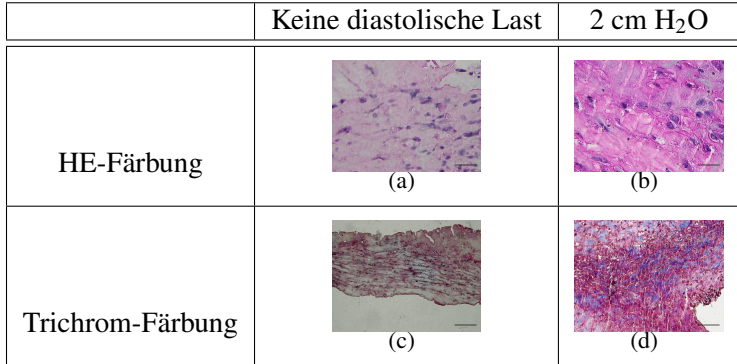 Keine diastolische Last 2 cm H₂O
(a) (b)
HE-Färbung
(c) (d)
Trichrom-Färbung